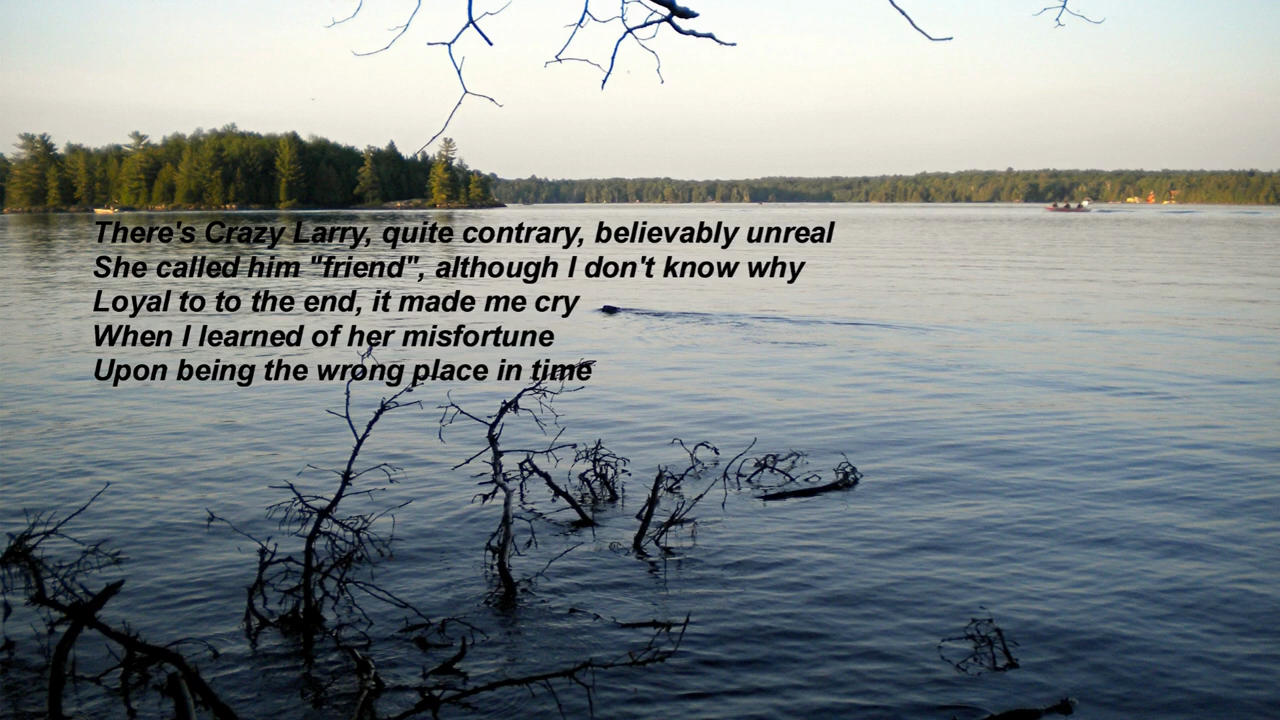 There's Crazy Larry, quite contrary, believably unreal
She called him "friend", although I don't know why
Loyal to to the end, it made me cry
When I learned of her misfortune
Upon being the wrong place in time